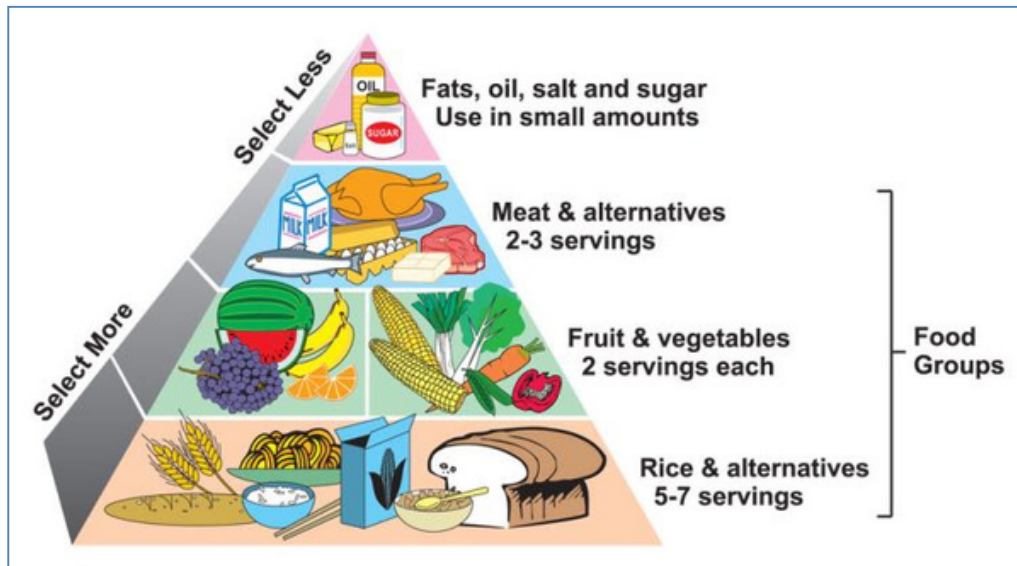 Select Less
Select More
OIL
SUGAR
Salt
MILK MILK
Fats, oil, salt and sugar
Use in small amounts
Meat & alternatives
2-3 servings
Fruit & vegetables
2 servings each
Rice & alternatives
5-7 servings
Food
Groups